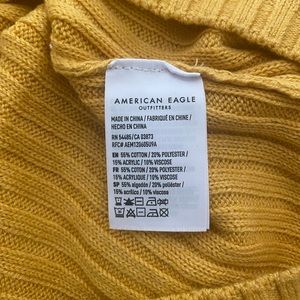 AMERICAN EAGLE
OUTFITTERS
MADE IN CHINA / FABRIQUÉ EN CHINE /
HECHO EN CHINA
RN 54485/CA 03873
RFC# AEM120605U9A
EN 55% COTTON / 20% POLYESTER /
15% ACRYLIC / 10% VISCOSE
FR 55% COTON / 20% POLYESTER /
15% ACRYLIQUE / 10% VISCOSE
SP 55% algodón / 20% poliéster /
15% acrílico / 10% viscosa